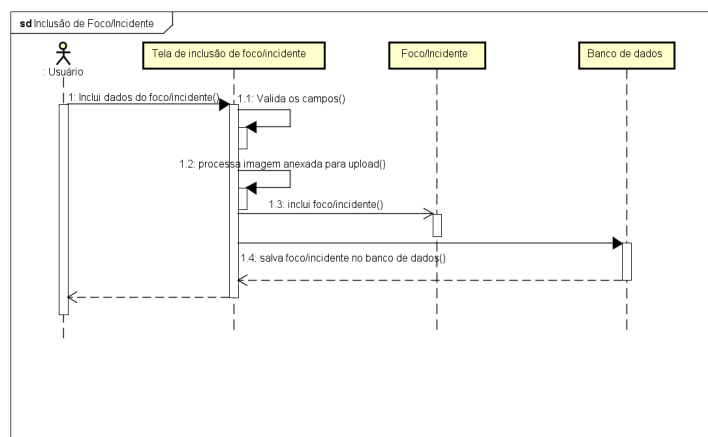 sd Inclusão de Foco/Incidente
: Usuário
Tela de inclusão de foco/incidente
Foco/Incidente
Banco de dados
1: Inclui dados do foco/incidente()
1.1: Valida os campos()
1.2: processa imagem anexada para upload()
1.3: inclui foco/incidente()
1.4: salva foco/incidente no banco de dados()